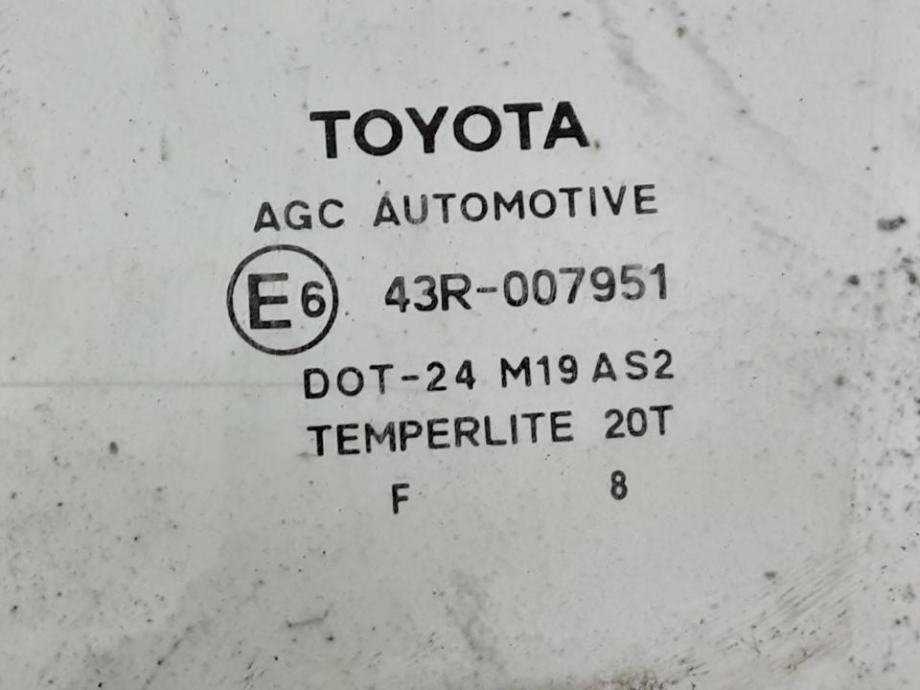 TOYOTA
AGC AUTOMOTIVE
E6 43R-007951
DOT-24 M19 AS2
TEMPERLITE 20T
F 8